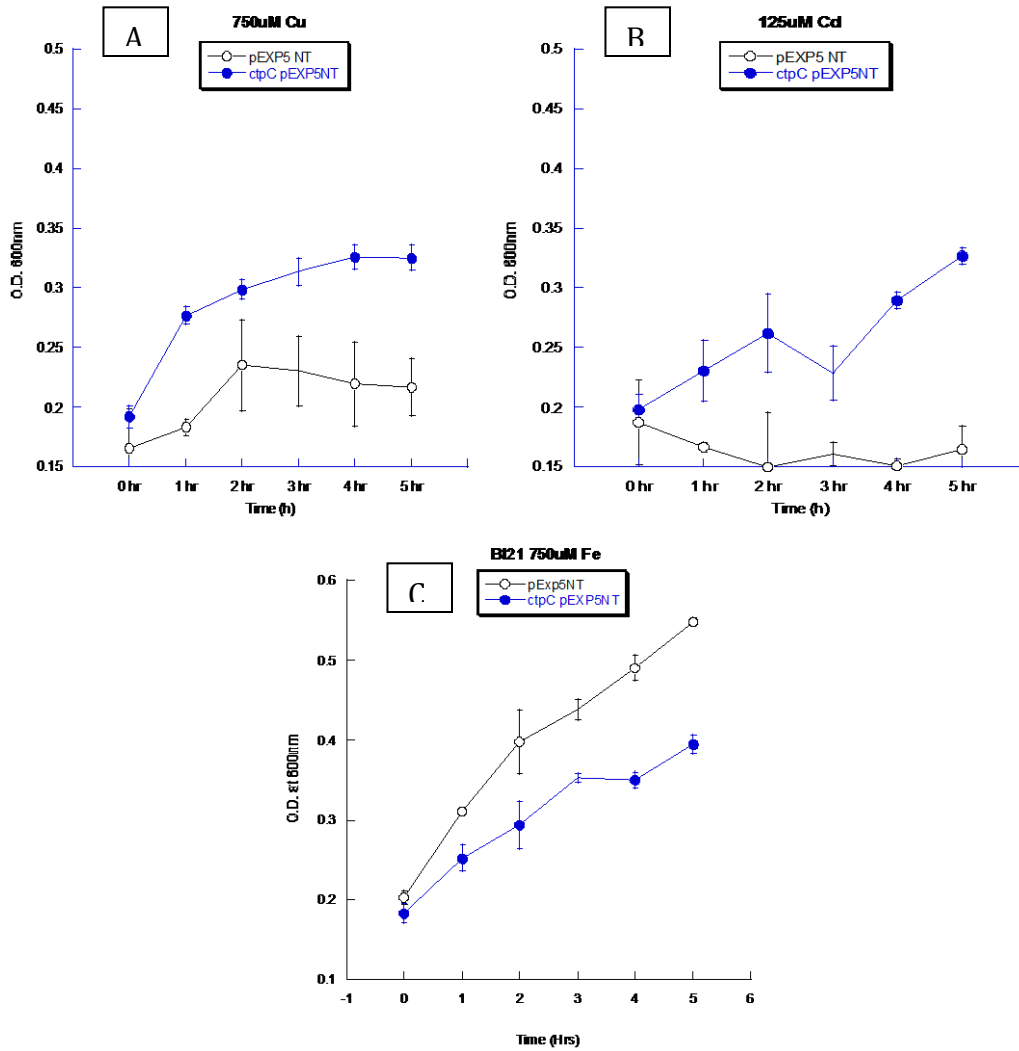 A
750uM Cu
pEXP5 NT
ctpC pEXP5NT
0.5
0.45
0.4
0.35
0.3
0.25
0.2
0.15
O.D. 600nm
0 hr 1 hr 2 hr 3 hr 4 hr 5 hr
Time (h)
B
125uM Cd
pEXP5 NT
ctpC pEXP5NT
0.5
0.45
0.4
0.35
0.3
0.25
0.2
0.15
O.D. 600nm
0 hr 1 hr 2 hr 3 hr 4 hr 5 hr
Time (h)
C
Bl21 750uM Fe
pExp5NT
ctpC pEXP5NT
0.6
0.5
0.4
0.3
0.2
0.1
O.D. at 600nm
-1 0 1 2 3 4 5 6
Time (Hrs)